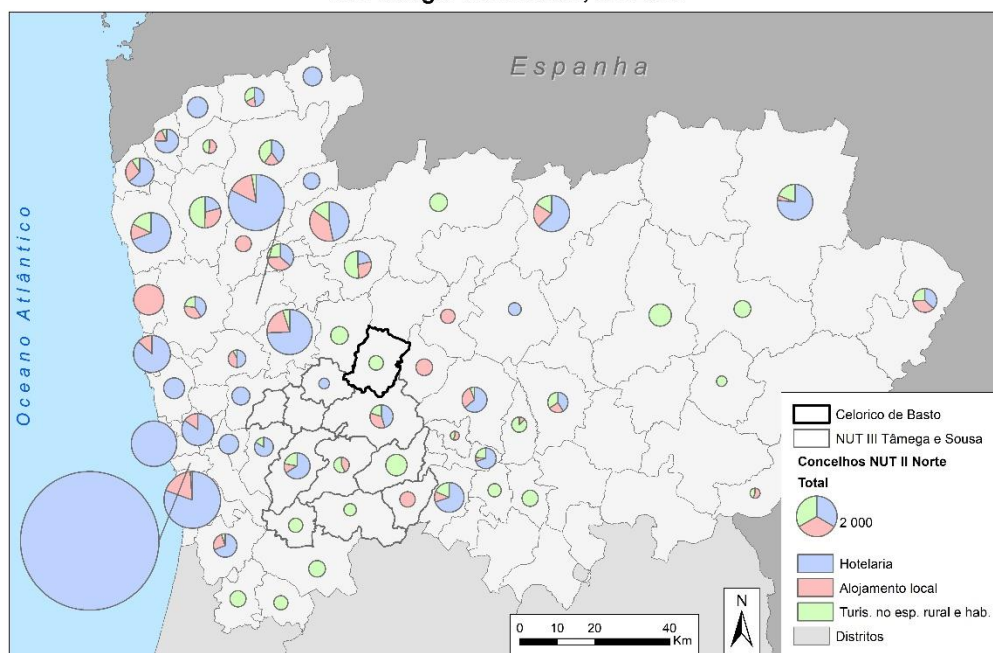 Espanha
Oceano Atlântico
Celorico de Basto
NUT III Tâmega e Sousa
Concelhos NUT II Norte
Total
2 000
Hotelaria
Alojamento local
Turis. no esp. rural e hab.
Distritos
N
0 10 20 40
Km